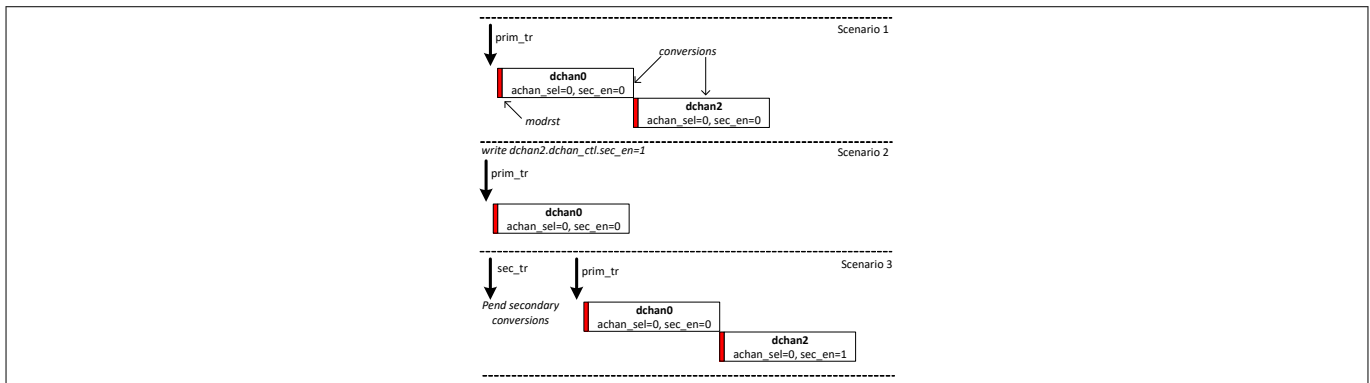 Scenario 1
prim_tr
conversions
dchan0
achan_sel=0, sec_en=0
dchan2
achan_sel=0, sec_en=0
modrst
write dchan2.dchan_ctl.sec_en=1
Scenario 2
prim_tr
dchan0
achan_sel=0, sec_en=0
Scenario 3
sec_tr
prim_tr
Pend secondary
conversions
dchan0
achan_sel=0, sec_en=0
dchan2
achan_sel=0, sec_en=1